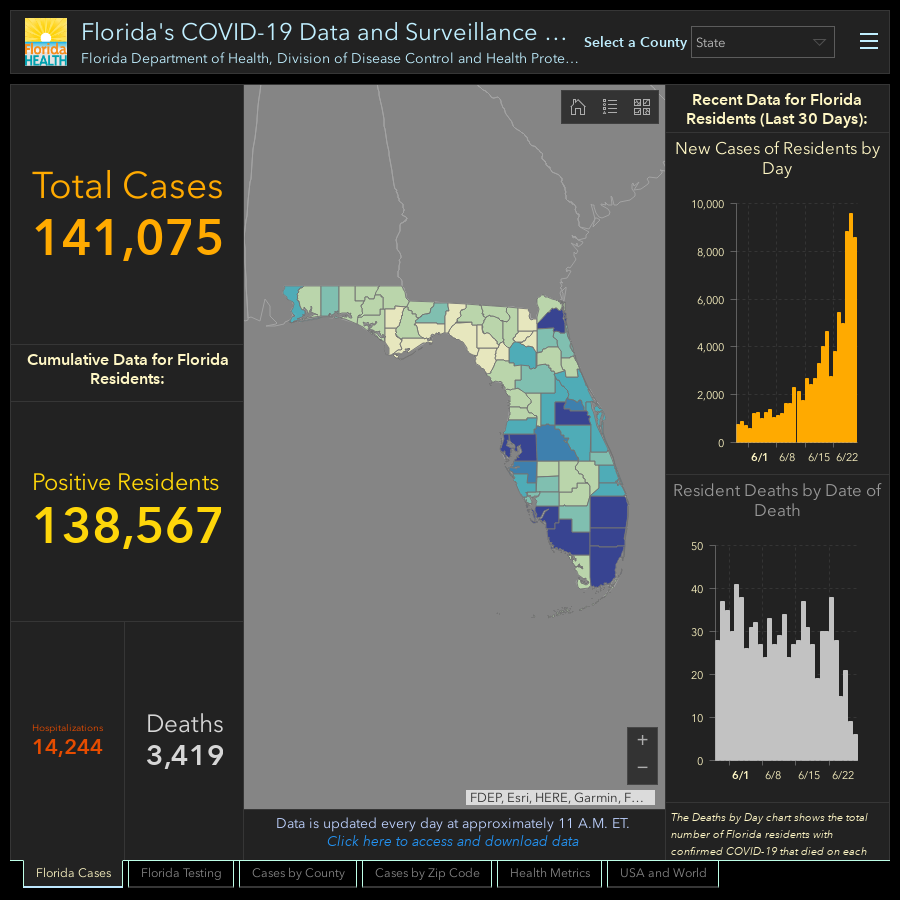 Florida
HEALTH
Florida's COVID-19 Data and Surveillance ...
Florida Department of Health, Division of Disease Control and Health Prote...
Select a County
State
Total Cases
141,075
Cumulative Data for Florida
Residents:
Positive Residents
138,567
Hospitalizations
14,244
Deaths
3,419
+
−
FDEP, Esri, HERE, Garmin, F...
Data is updated every day at approximately 11 A.M. ET.
Click here to access and download data
Recent Data for Florida
Residents (Last 30 Days):
New Cases of Residents by
Day
10,000
8,000
6,000
4,000
2,000
0
6/1 6/8 6/15 6/22
Resident Deaths by Date of
Death
50
40
30
20
10
0
6/1 6/8 6/15 6/22
The Deaths by Day chart shows the total
number of Florida residents with
confirmed COVID-19 that died on each
Florida Cases
Florida Testing
Cases by County
Cases by Zip Code
Health Metrics
USA and World